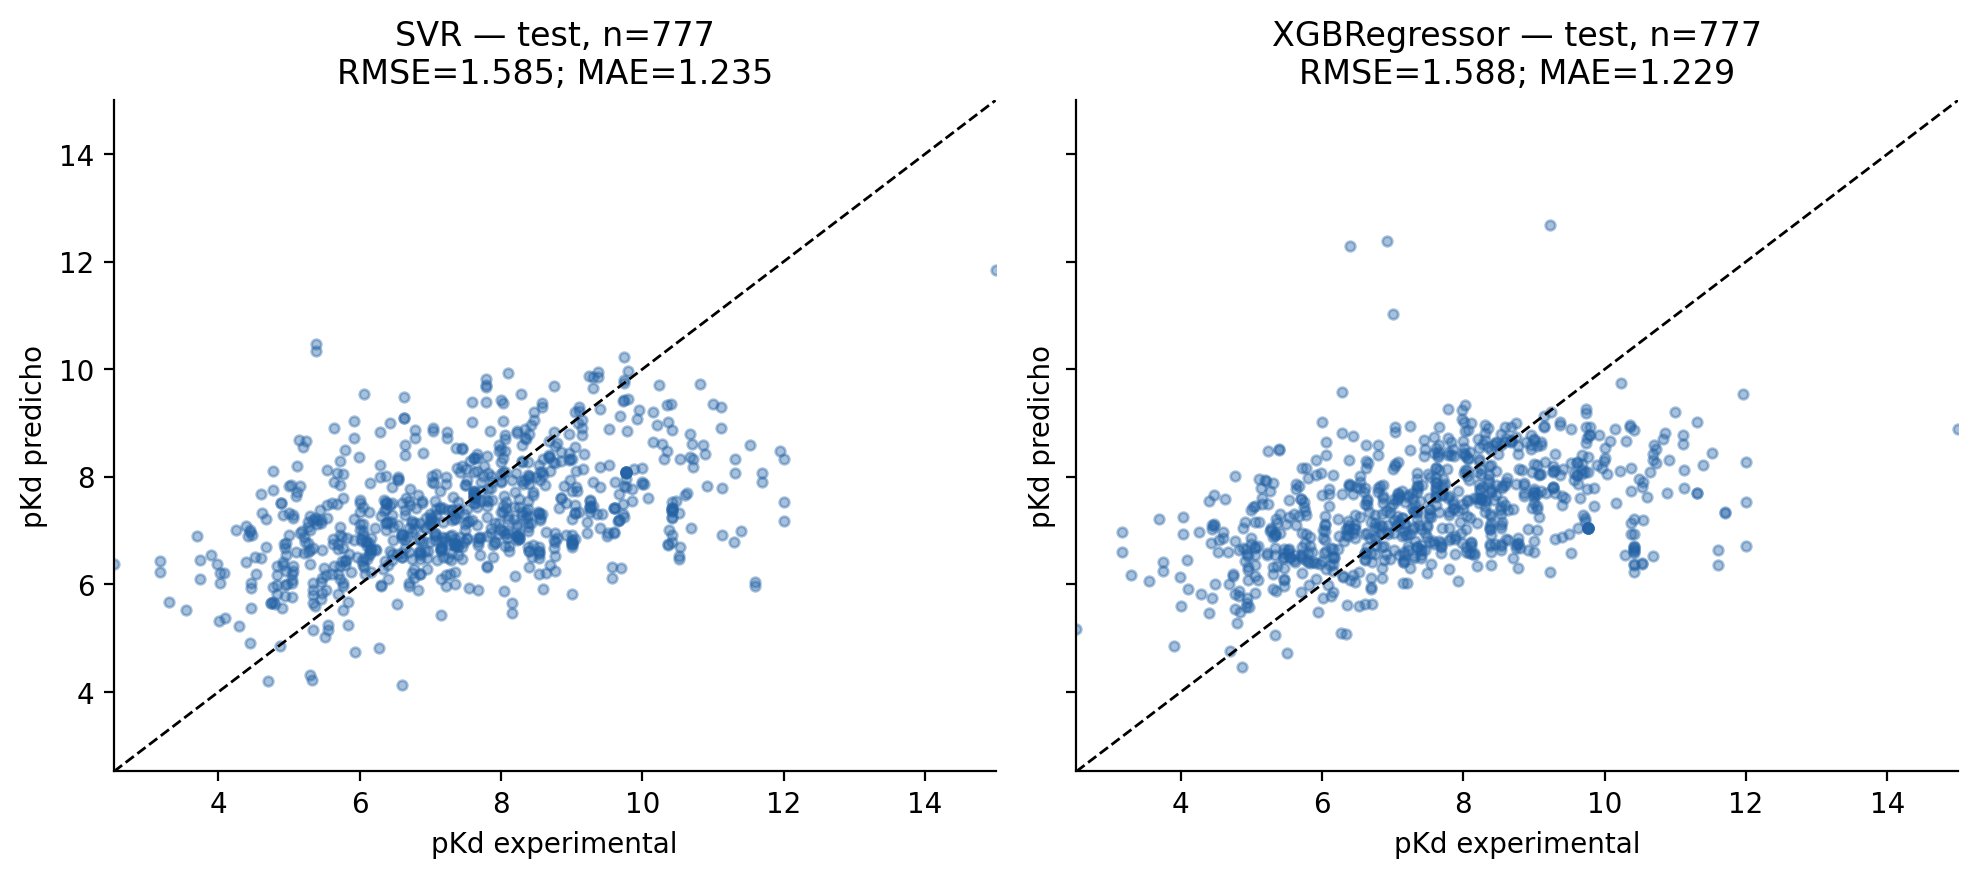 SVR — test, n=777
RMSE=1.585; MAE=1.235
XGBRegressor — test, n=777
RMSE=1.588; MAE=1.229
pKd predicho
14
12
10
8
6
4
4 6 8 10 12 14
pKd experimental
pKd predicho
4 6 8 10 12 14
pKd experimental